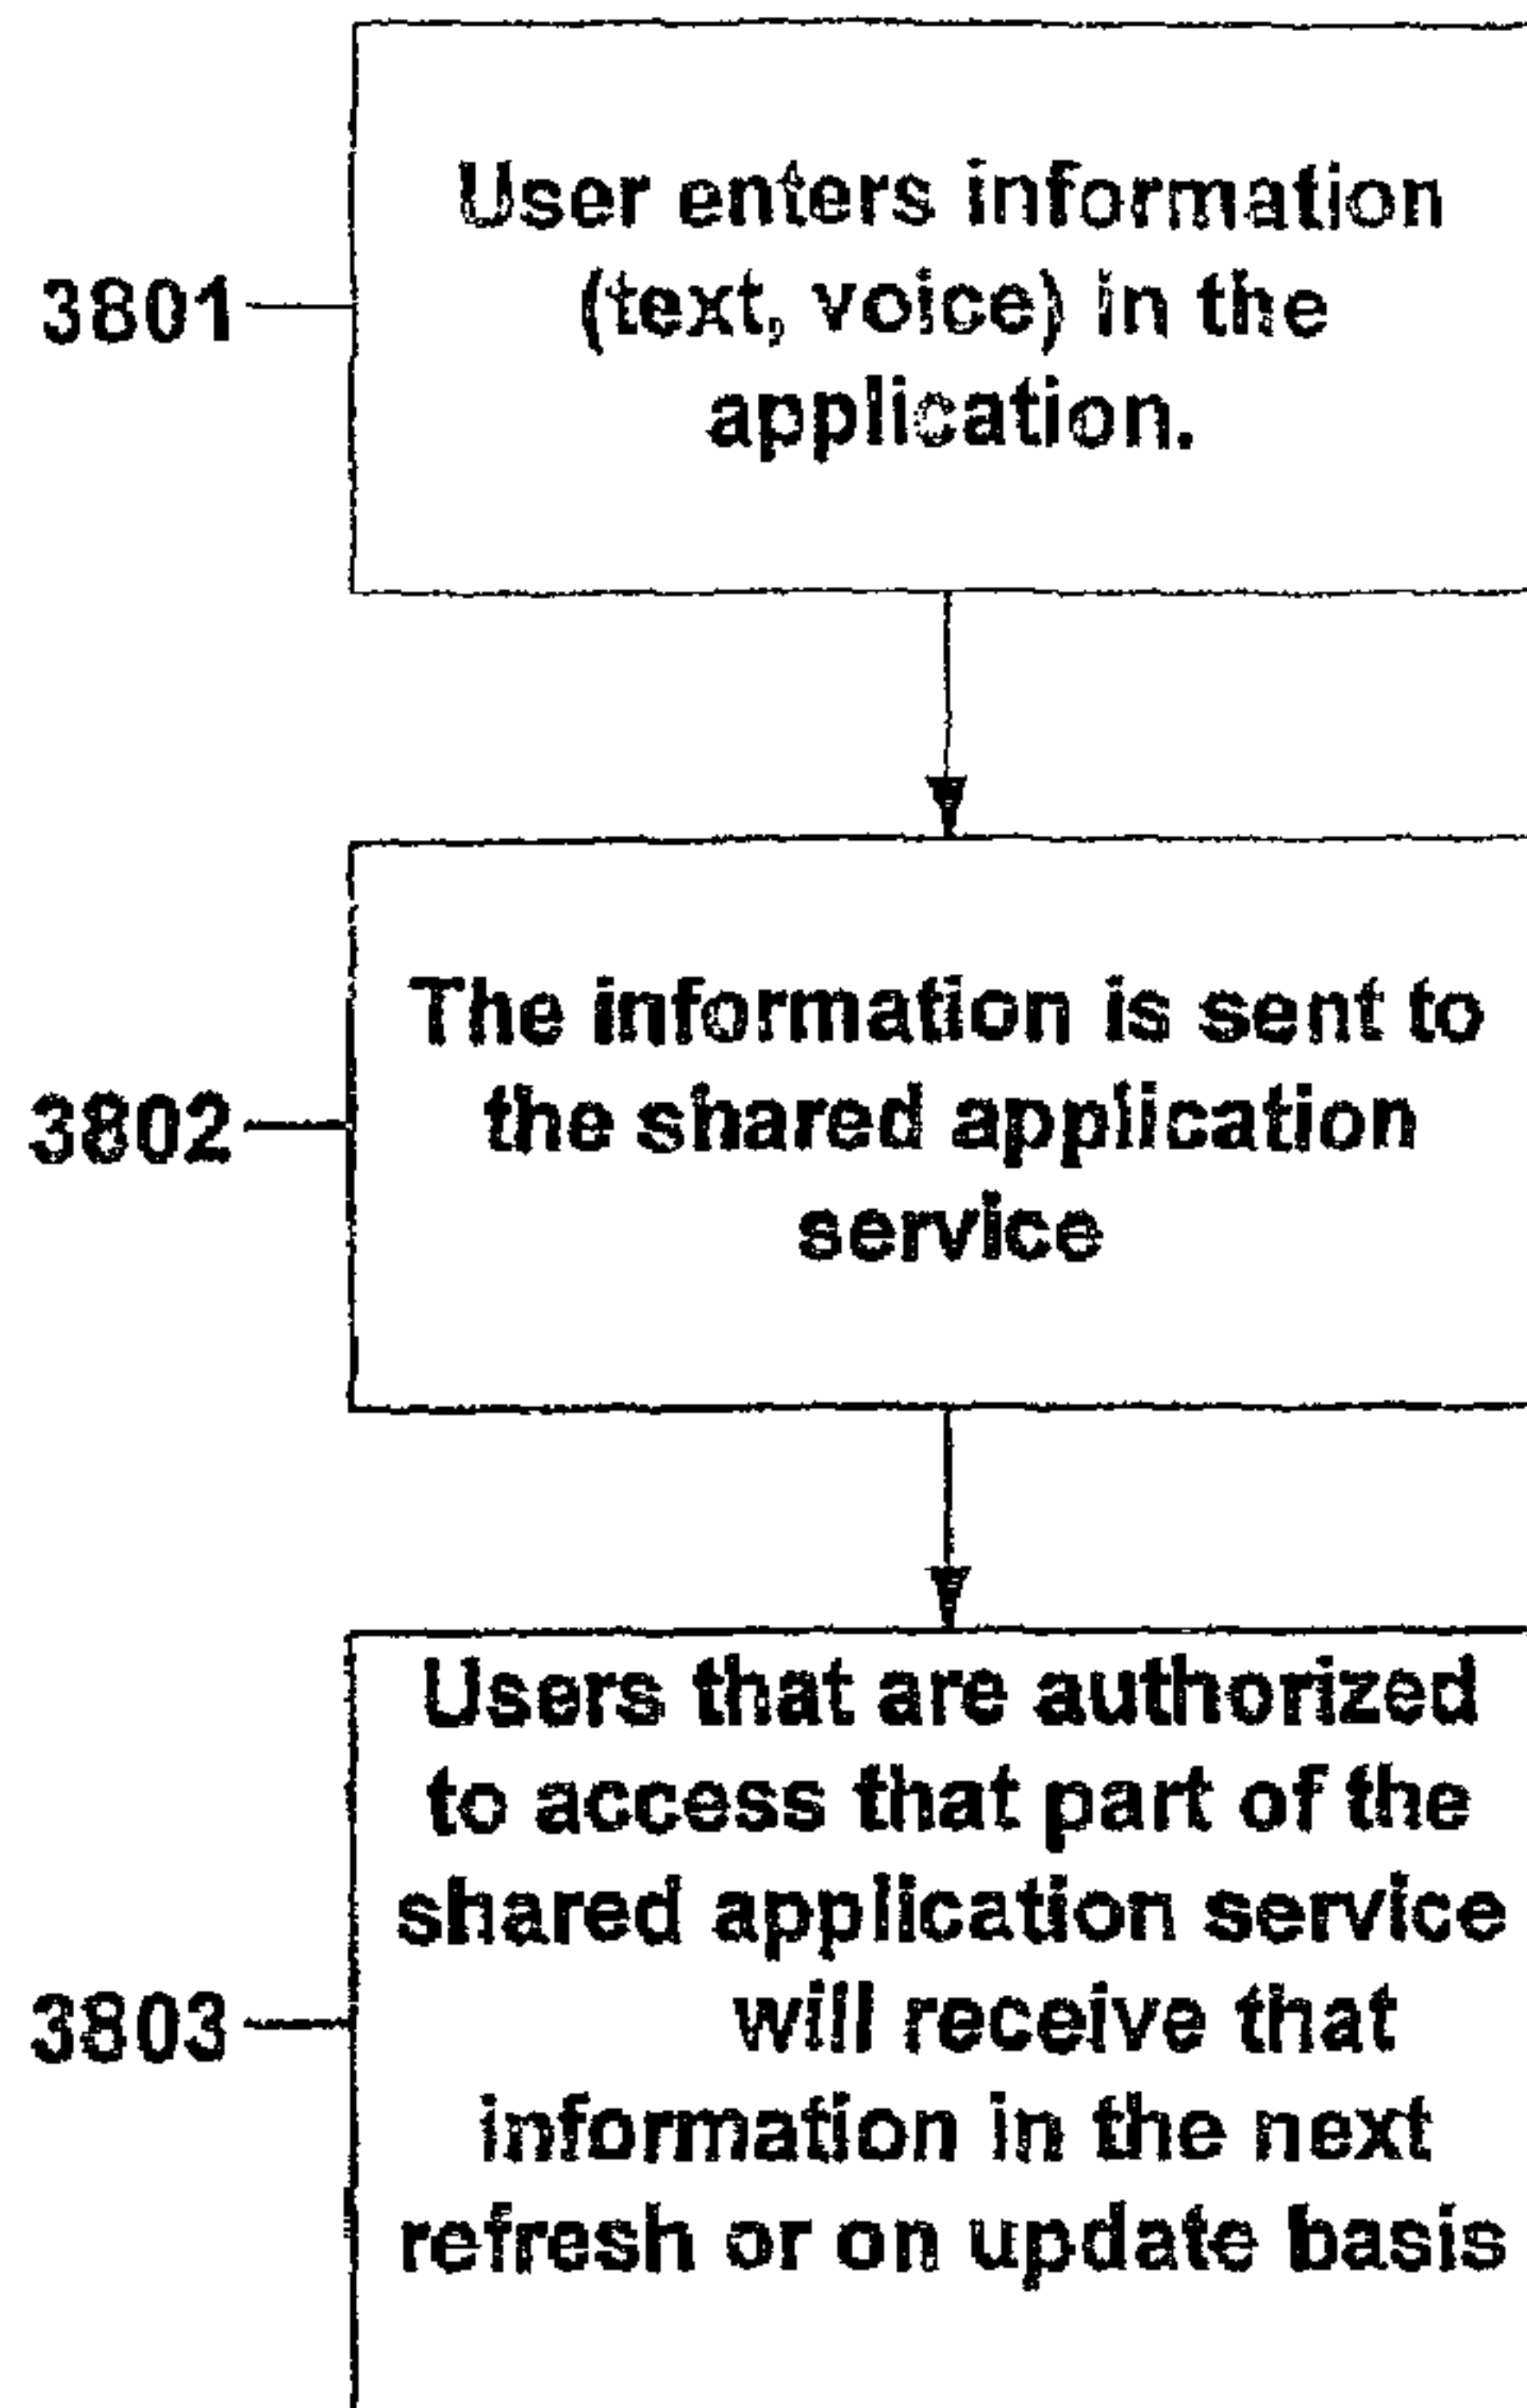 User enters information
3801
(text, voice) in the
application.
The information is sent to
3802
the shared application
service
Users that are authorized
to access that part of the
shared application service
3803
will receive that
information in the next
refresh or on update basis